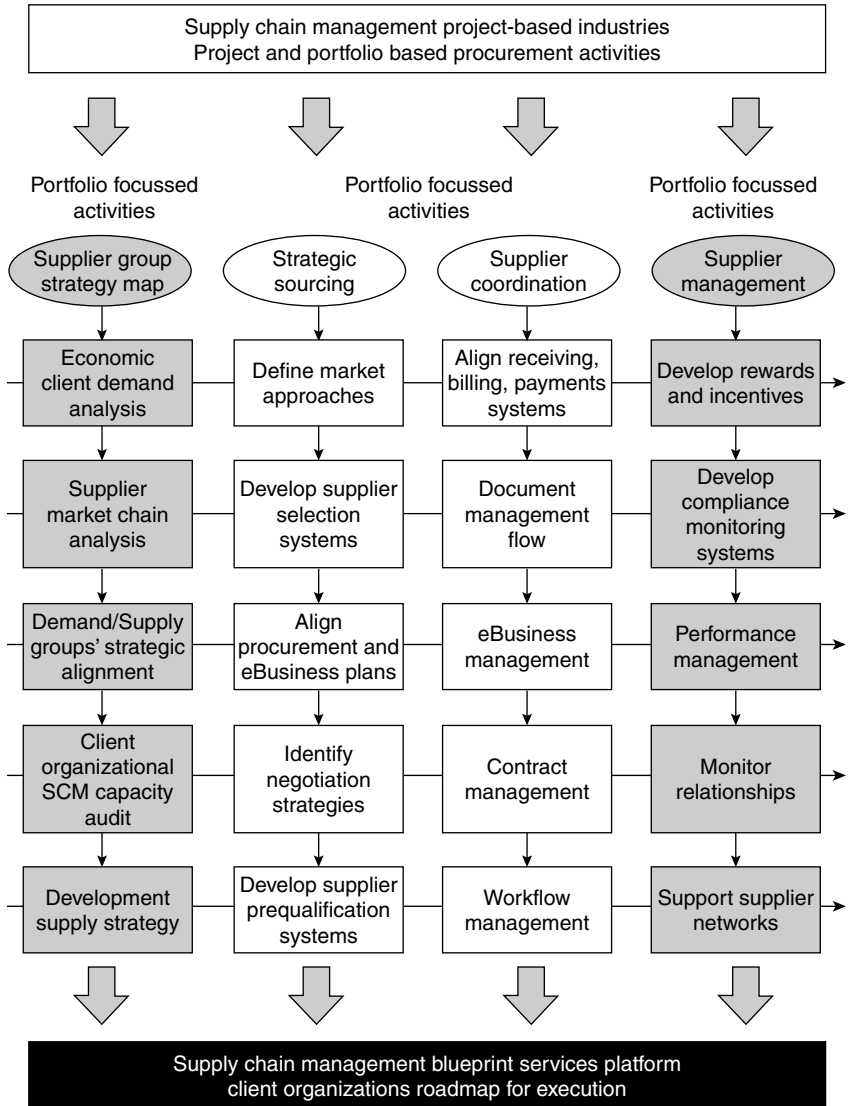 Supply chain management project-based industries
Project and portfolio based procurement activities
Portfolio focussed
activities
Portfolio focussed
activities
Portfolio focussed
activities
Supplier group
strategy map
Strategic
sourcing
Supplier
coordination
Supplier
management
Economic
client demand
analysis
Define market
approaches
Align receiving,
billing, payments
systems
Develop rewards
and incentives
Supplier
market chain
analysis
Develop supplier
selection
systems
Document
management
flow
Develop
compliance
monitoring
systems
Demand/Supply
groups' strategic
alignment
Align
procurement and
eBusiness plans
eBusiness
management
Performance
management
Client
organizational
SCM capacity
audit
Identify
negotiation
strategies
Contract
management
Monitor
relationships
Development
supply strategy
Develop supplier
prequalification
systems
Workflow
management
Support supplier
networks
Supply chain management blueprint services platform
client organizations roadmap for execution